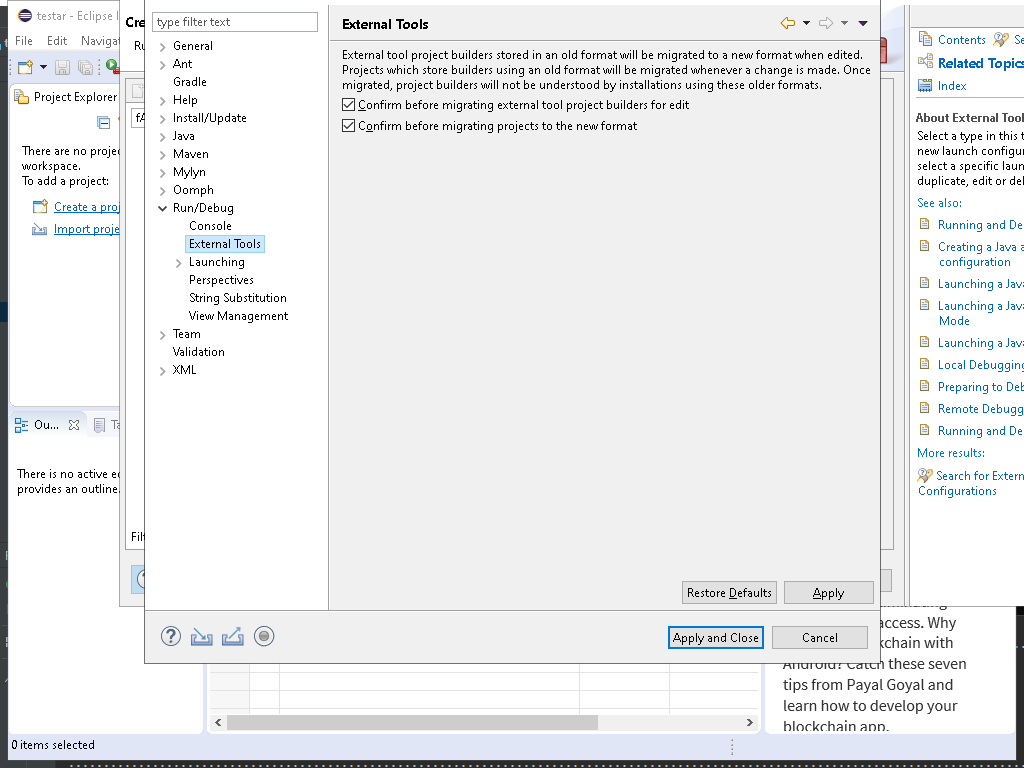 testar - Eclipse I
File Edit Navigat
Project Explorer
There are no proje
workspace.
To add a project:
Create a proj
Import proje
Ou...
Ta
There is no active ed
provides an outline.
0 items selected
Cre
Ru
Filt
type filter text
General
Ant
Gradle
Help
Install/Update
Java
Maven
Mylyn
Oomph
Run/Debug
Console
External Tools
Launching
Perspectives
String Substitution
View Management
Team
Validation
XML
External Tools
External tool project builders stored in an old format will be migrated to a new format when edited.
Projects which store builders using an old format will be migrated whenever a change is made. Once
migrated, project builders will not be understood by installations using these older formats.
Confirm before migrating external tool project builders for edit
Confirm before migrating projects to the new format
Restore Defaults
Apply
Apply and Close
Cancel
Contents
Se
Related Topics
Index
About External Tool
Select a type in this t
new launch configur
select a specific laun
duplicate, edit or del
See also:
Running and De
Creating a Java a
configuration
Launching a Java
Launching a Java
Mode
Launching a Java
Local Debugging
Preparing to Deb
Remote Debugg
Running and De
More results:
Search for Extern
Configurations
access. Why
kchain with
Android? Catch these seven
tips from Payal Goyal and
learn how to develop your
blockchain app.